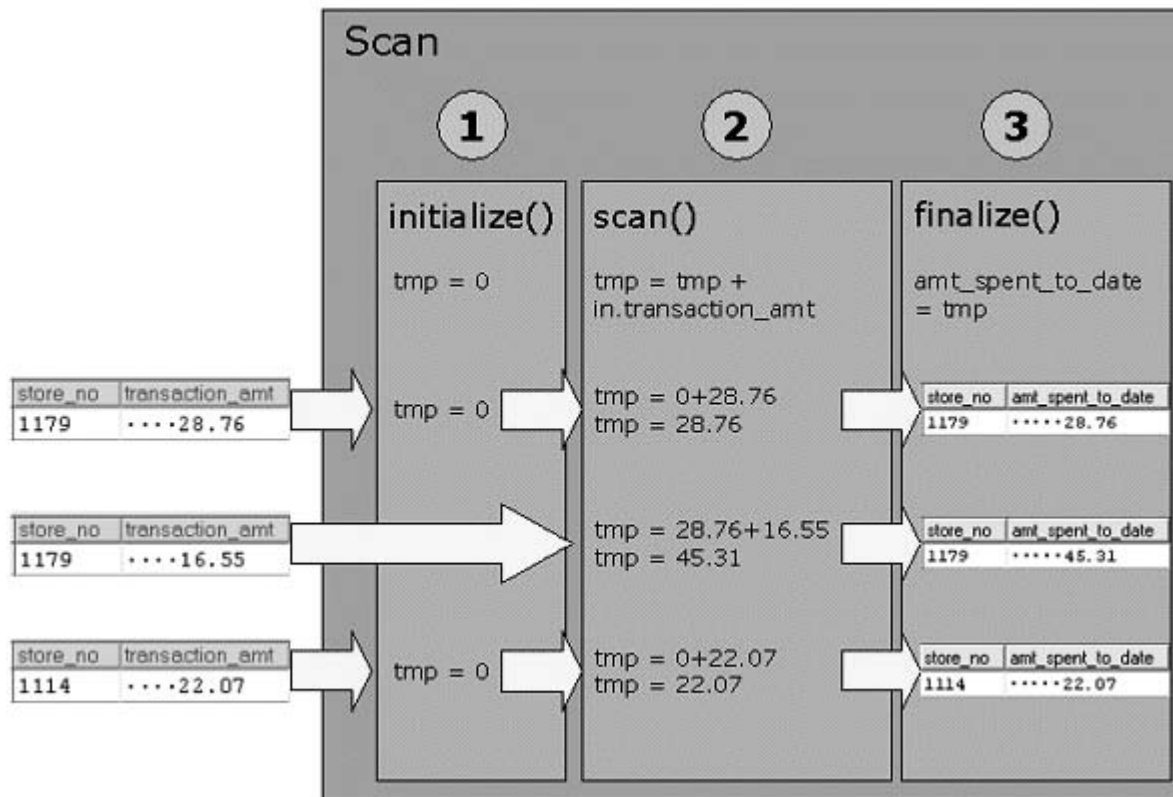 Scan
1 2 3
initialize() scan() finalize()
tmp = 0 tmp = tmp + amt_spent_to_date
in.transaction_amt = tmp
store_no transaction_amt tmp = 0 tmp = 0+28.76 store_no amt_spent_to_date
1179 ····28.76 tmp = 28.76 1179 ·····28.76
store_no transaction_amt tmp = 28.76+16.55 store_no amt_spent_to_date
1179 ····16.55 tmp = 45.31 1179 ·····45.31
store_no transaction_amt tmp = 0 tmp = 0+22.07 store_no amt_spent_to_date
1114 ····22.07 tmp = 22.07 1114 ·····22.07